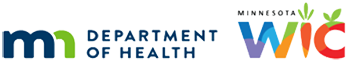 mn DEPARTMENT
OF HEALTH
MINNESOTA
WIC